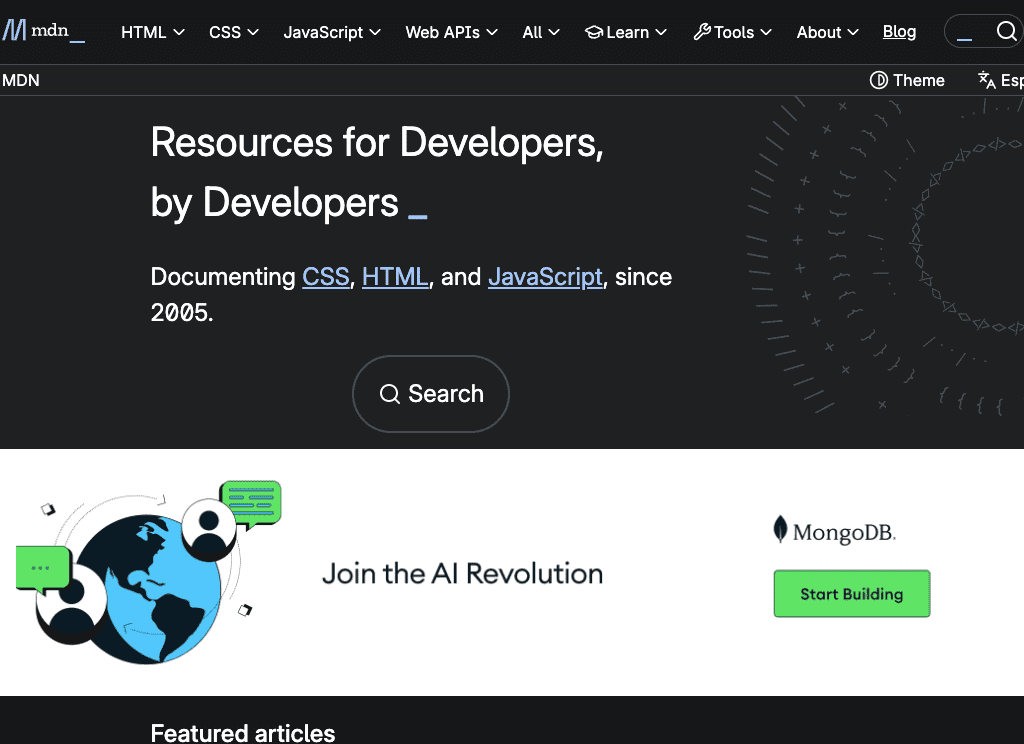 mdn_ HTML CSS JavaScript Web APIs All Learn Tools About Blog
MDN Theme Esp
Resources for Developers,
by Developers _
Documenting CSS, HTML, and JavaScript, since
2005.
Search
MongoDB.
Join the AI Revolution
Start Building
Featured articles